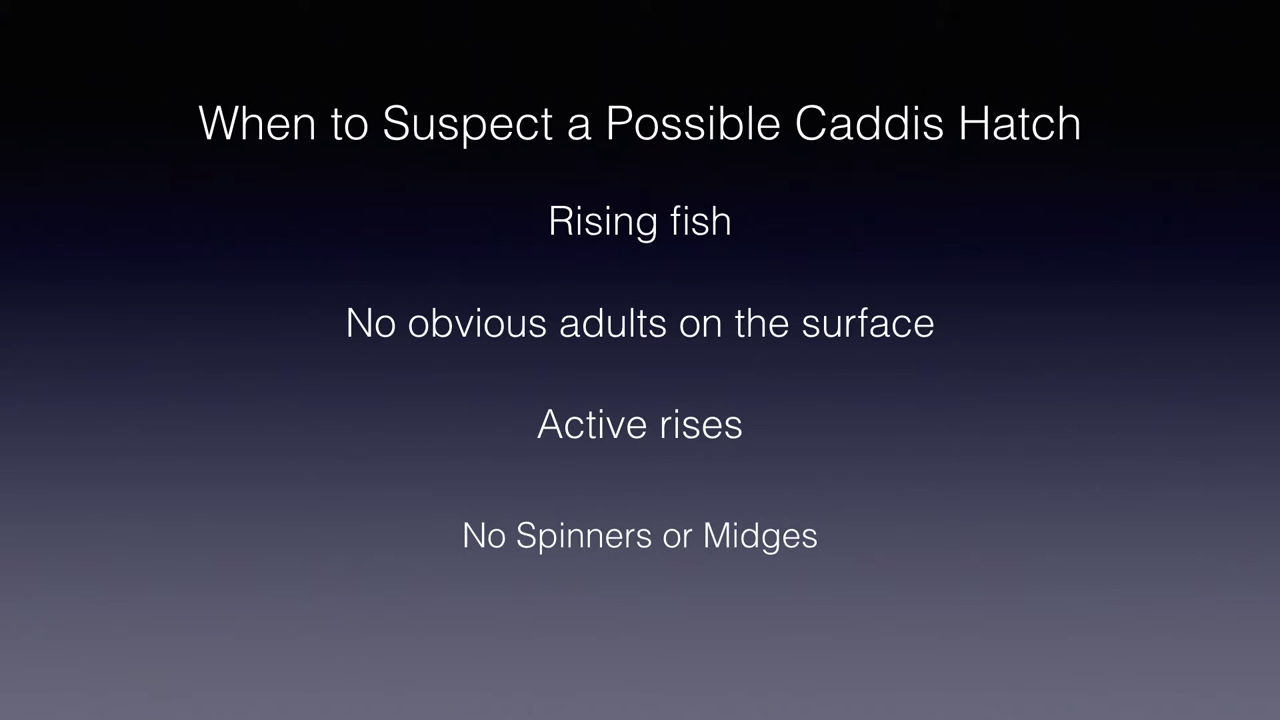 When to Suspect a Possible Caddis Hatch
Rising fish
No obvious adults on the surface
Active rises
No Spinners or Midges